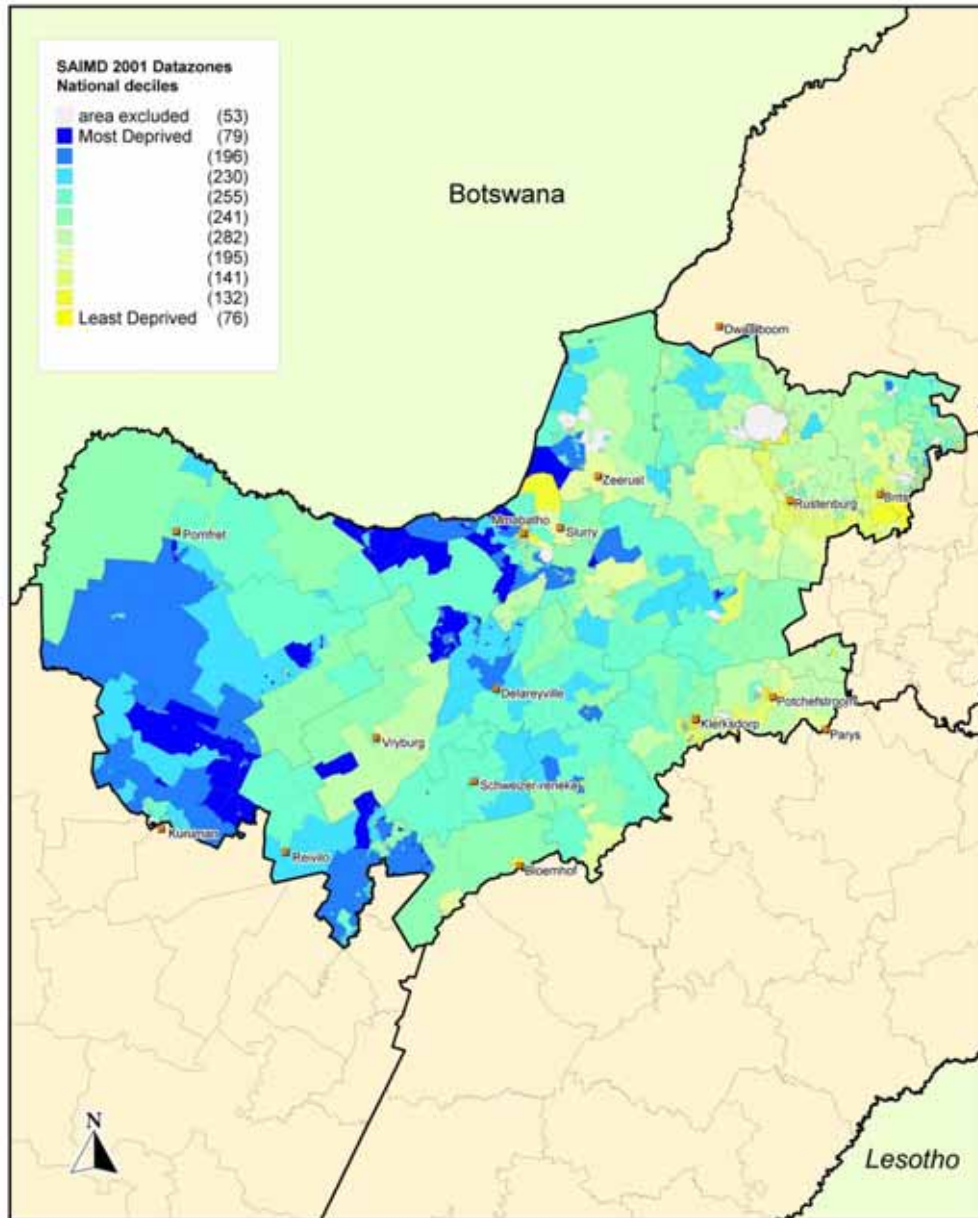 SAIMD 2001 Datazones
National deciles
area excluded (53)
Most Deprived (79)
(196)
(230)
(255)
(241)
(282)
(195)
(141)
(132)
Least Deprived (76)
Botswana
Zeerust
Rustenburg
Brits
Mmabatho
Slurry
Pomfret
Delareyville
Potchefstroom
Klerksdorp
Parys
Vryburg
Schweizer-reneke
Kuruman
Reivilo
Bloemhof
N
Lesotho